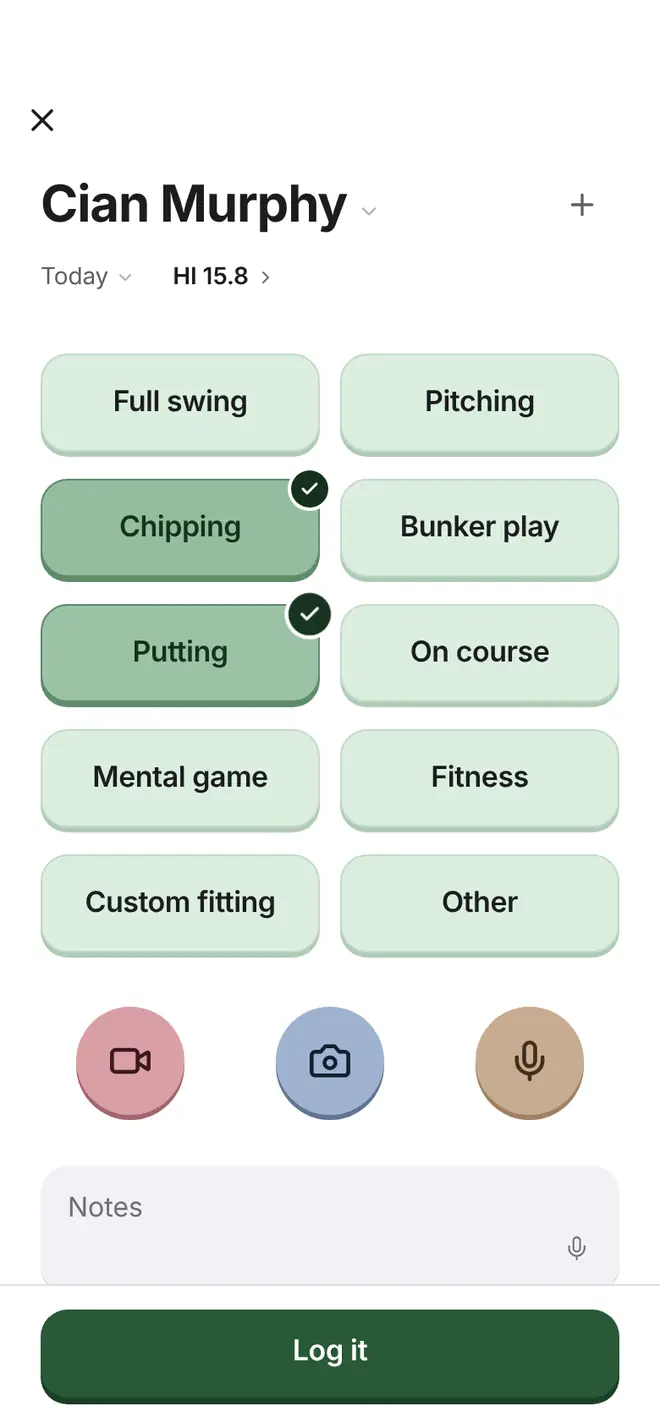 Cian Murphy
Today HI 15.8
Full swing Pitching
Chipping Bunker play
Putting On course
Mental game Fitness
Custom fitting Other
Notes
Log it